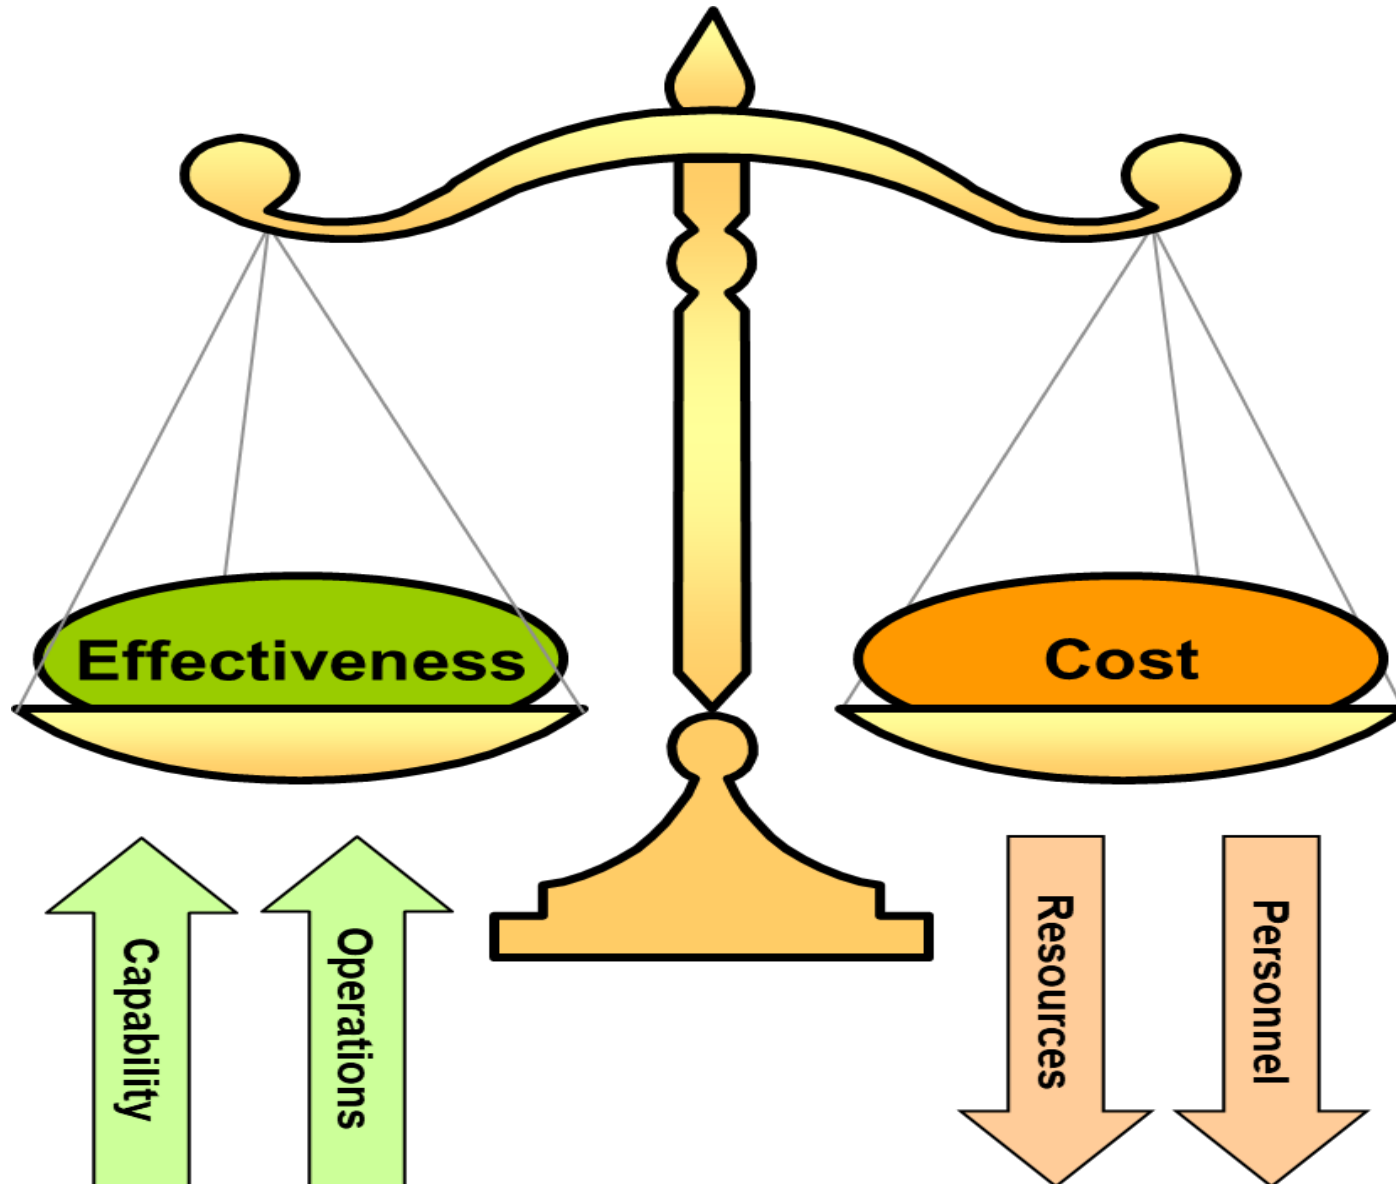 Effectiveness
Cost
Capability
Operations
Resources
Personnel